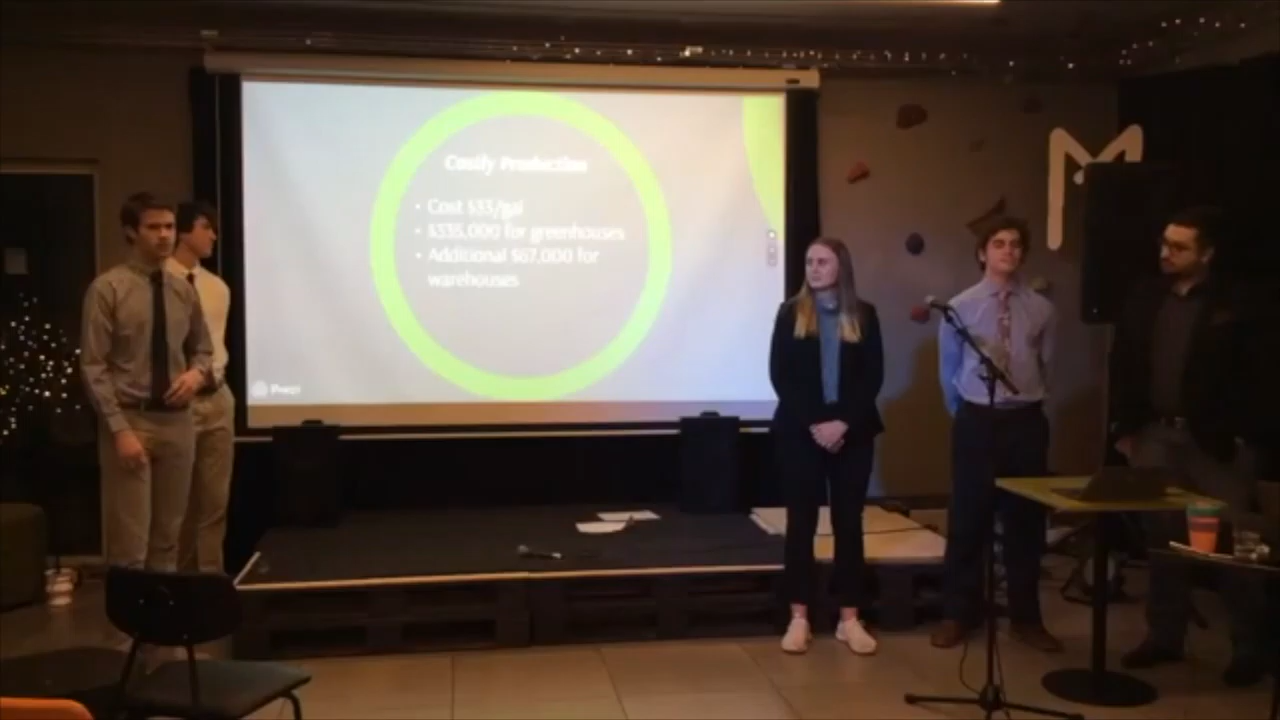 Costly Production
• Cost $33/gal
• $335,000 for greenhouses
• Additional $67,000 for
warehouses
M